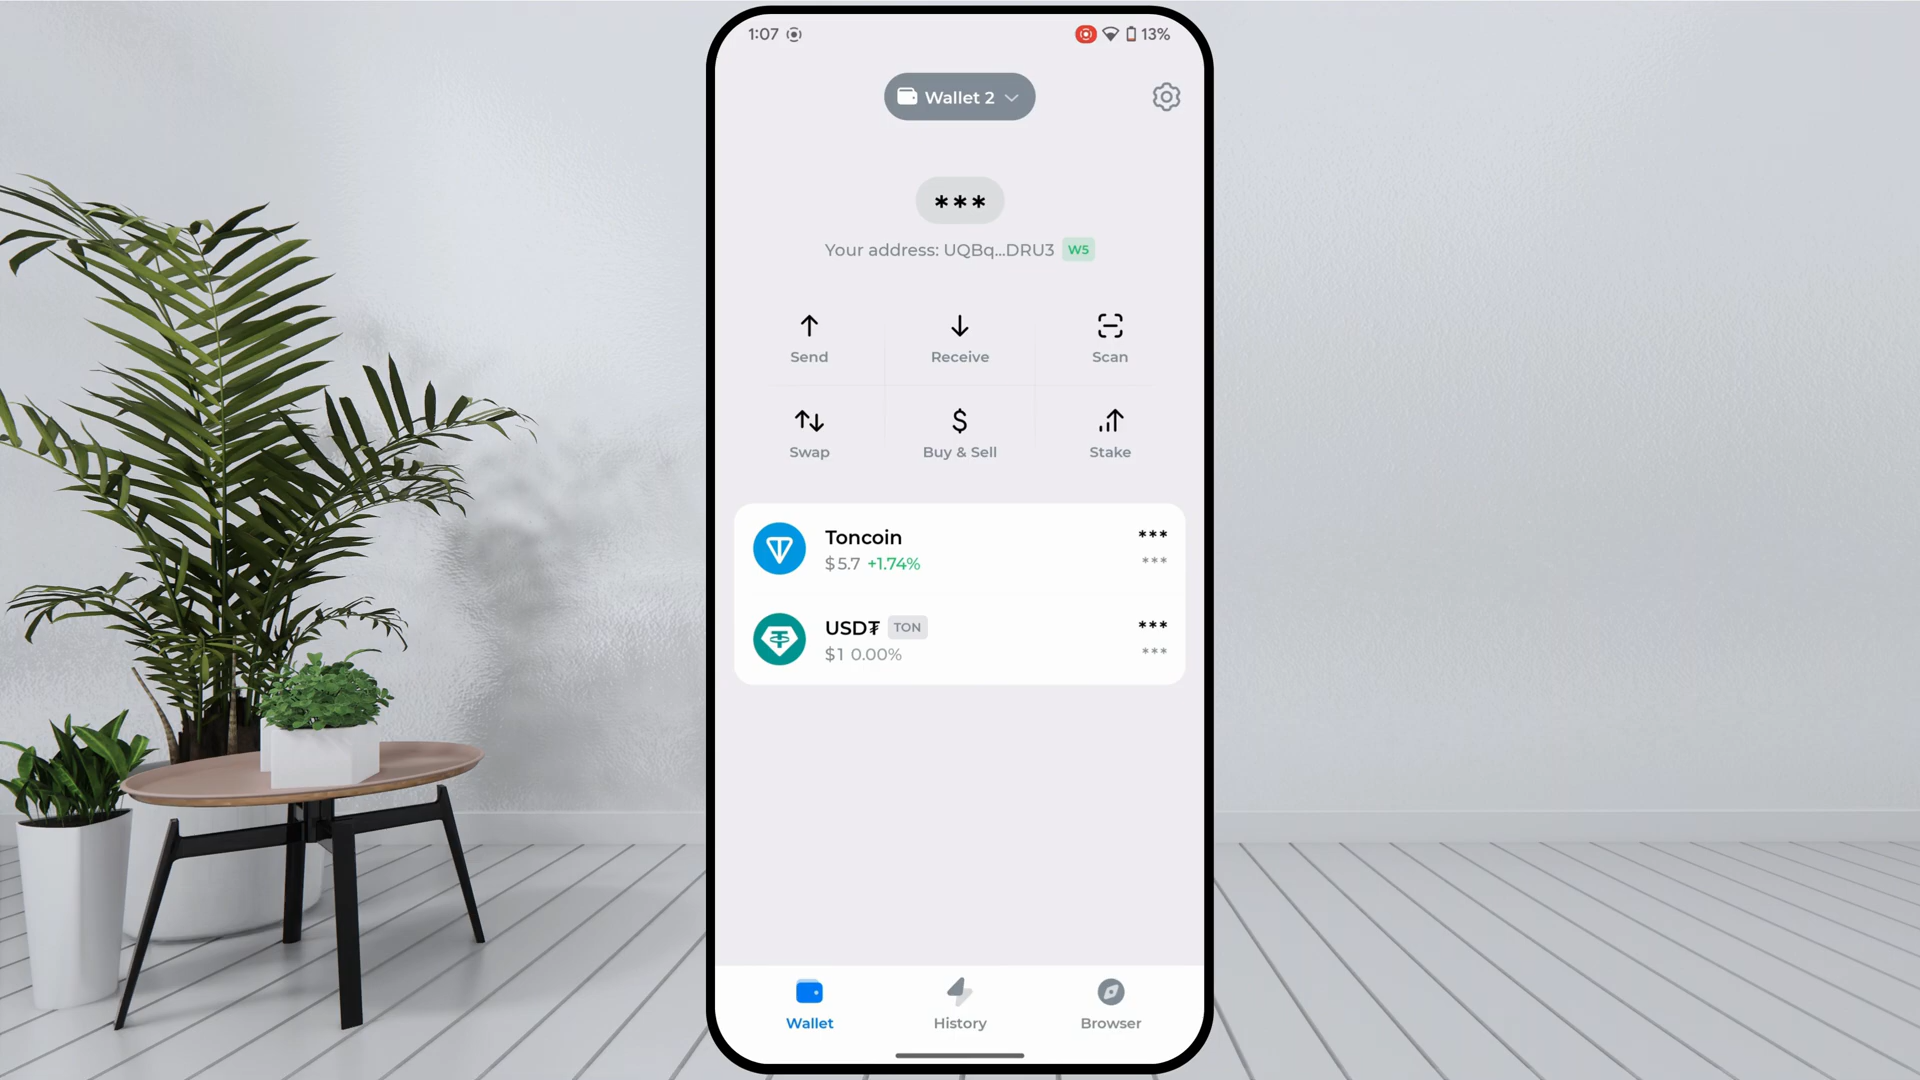 1:07 13%
Wallet 2
***
Your address: UQBq...DRU3 W5
Send Receive Scan
Swap Buy & Sell Stake
Toncoin ***
$5.7 +1.74% ***
USD₮ TON ***
$1 0.00% ***
Wallet History Browser